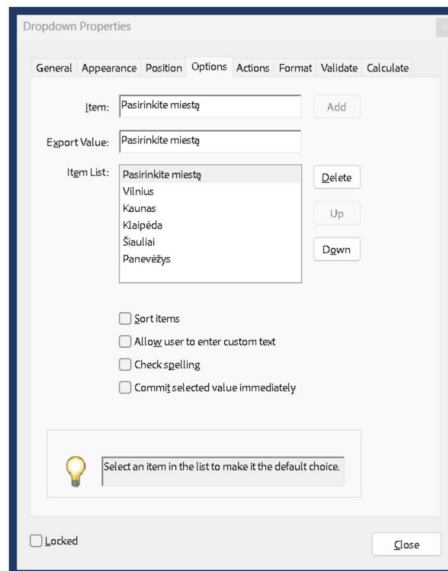 Dropdown Properties
General Appearance Position Options Actions Format Validate Calculate
Item: Pasirinkite miestą Add
Export Value: Pasirinkite miestą
Item List: Pasirinkite miestą Delete
Vilnius
Kaunas Up
Klaipėda
Šiauliai Down
Panevėžys
Sort items
Allow user to enter custom text
Check spelling
Commit selected value immediately
Select an item in the list to make it the default choice.
Locked Close